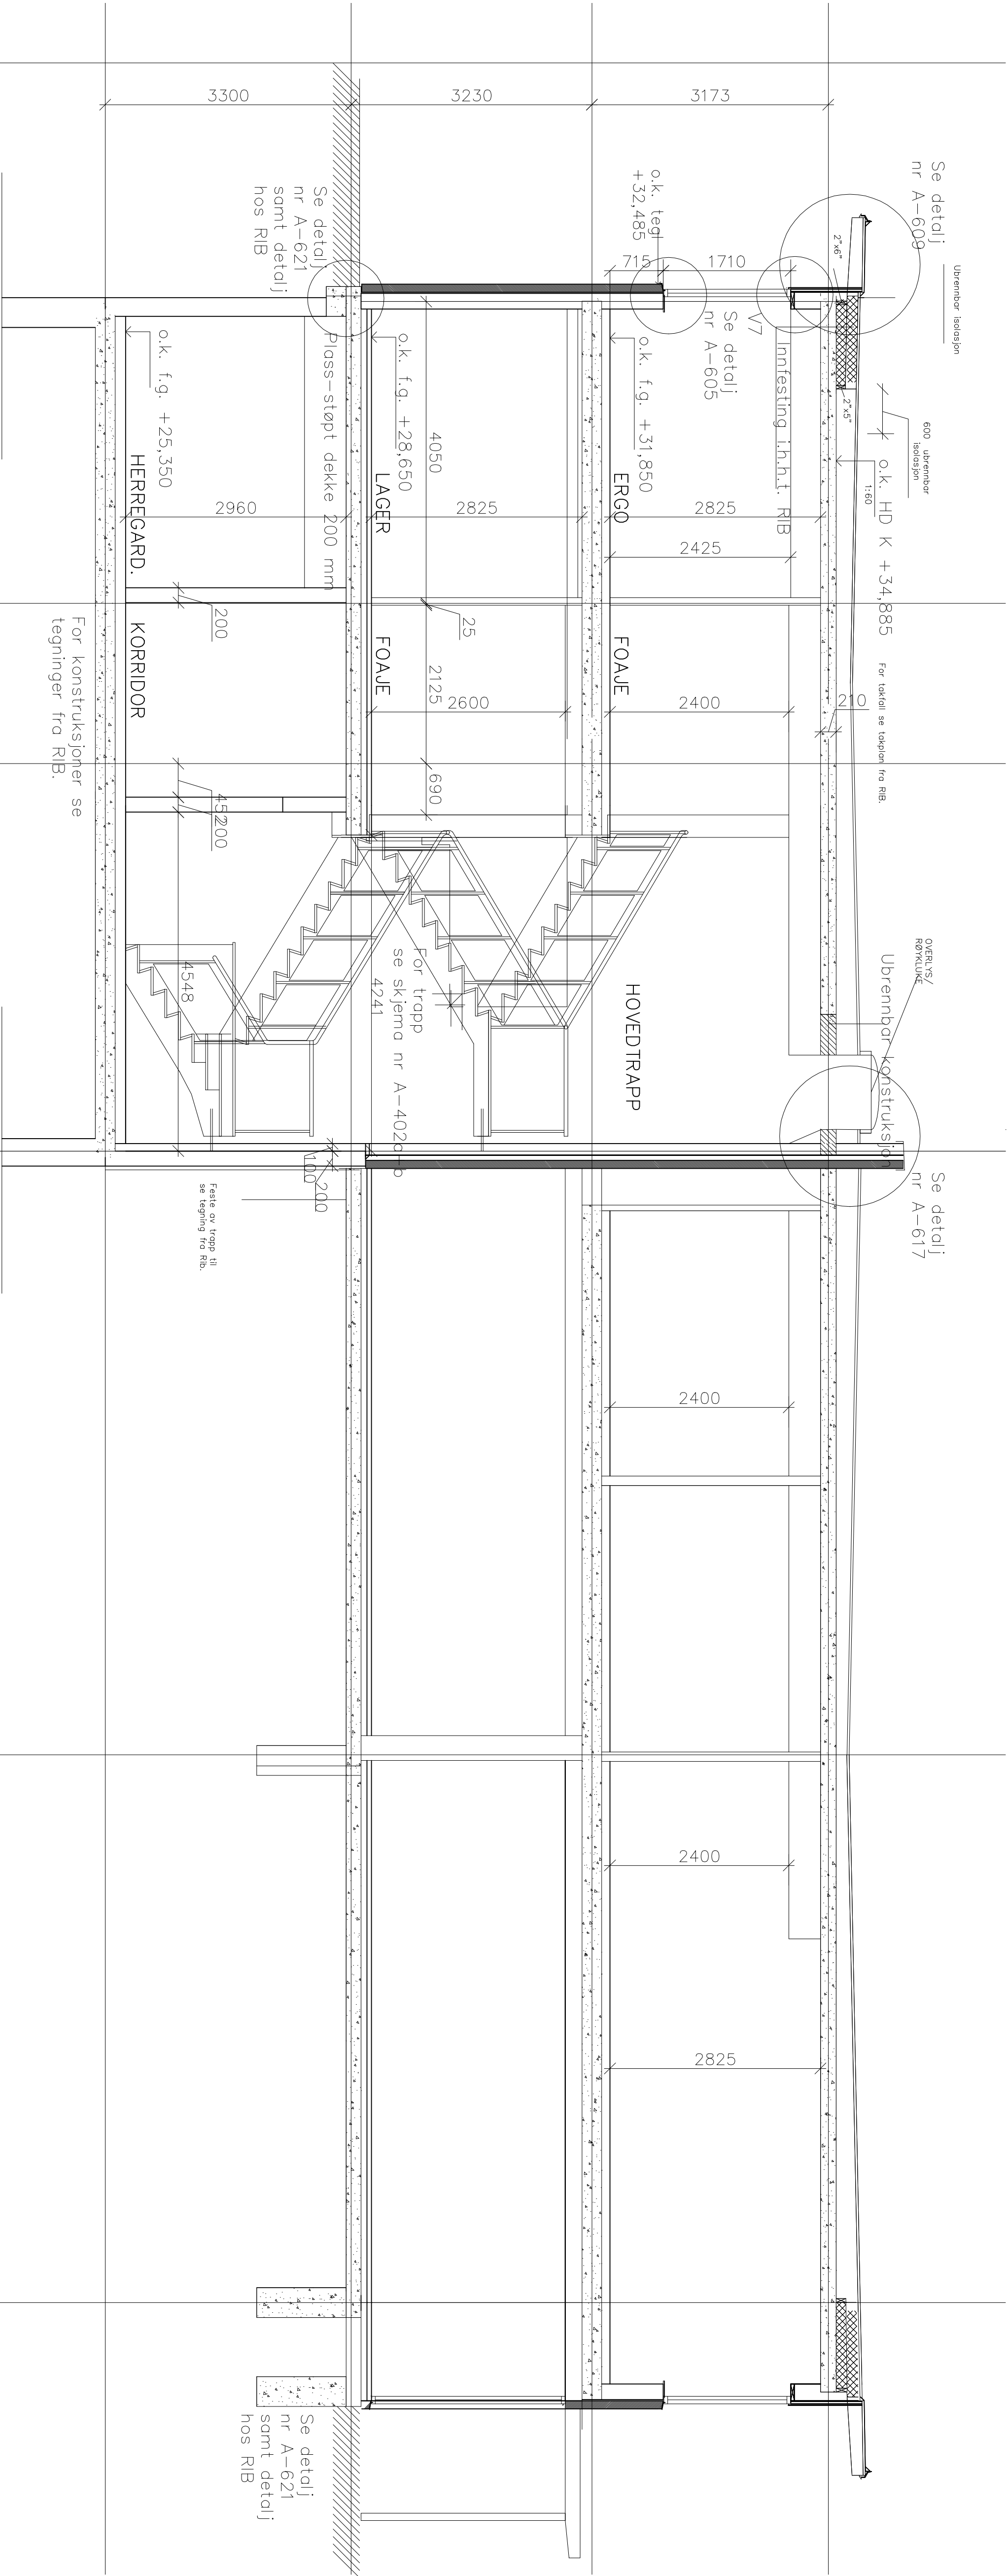 Se detalj
nr A-609
Ubrennbar isolasjon
600 ubrennbar
isolasjon
2"x6"
2"x5"
1:60
o.k. HD K +34,885
For takfall se takplan fra RIB.
210
OVERLYS/
RØYKLUKE
Ubrennbar konstruksjon
Se detalj
nr A-617
3173
3230
3300
o.k. tegl
+32,485
715
1710
V7
Innfesting i.h.h.t. RIB
Se detalj
nr A-605
o.k. f.g. +31,850
ERGO
2825
2425
FOAJE
2400
HOVEDTRAPP
2400
2400
2825
o.k. f.g. +28,650
LAGER
4050
2825
25
FOAJE
2125
2600
690
For trapp
se skjema nr A-402a-b
4241
Se detalj
nr A-621
samt detalj
hos RIB
Plass-støpt dekke 200 mm
o.k. f.g. +25,350
HERREGARD.
2960
200
KORRIDOR
45
200
4548
100
200
Feste av trapp til
se tegning fra Rib.
For konstruksjoner se
tegninger fra RIB.
Se detalj
nr A-621
samt detalj
hos RIB